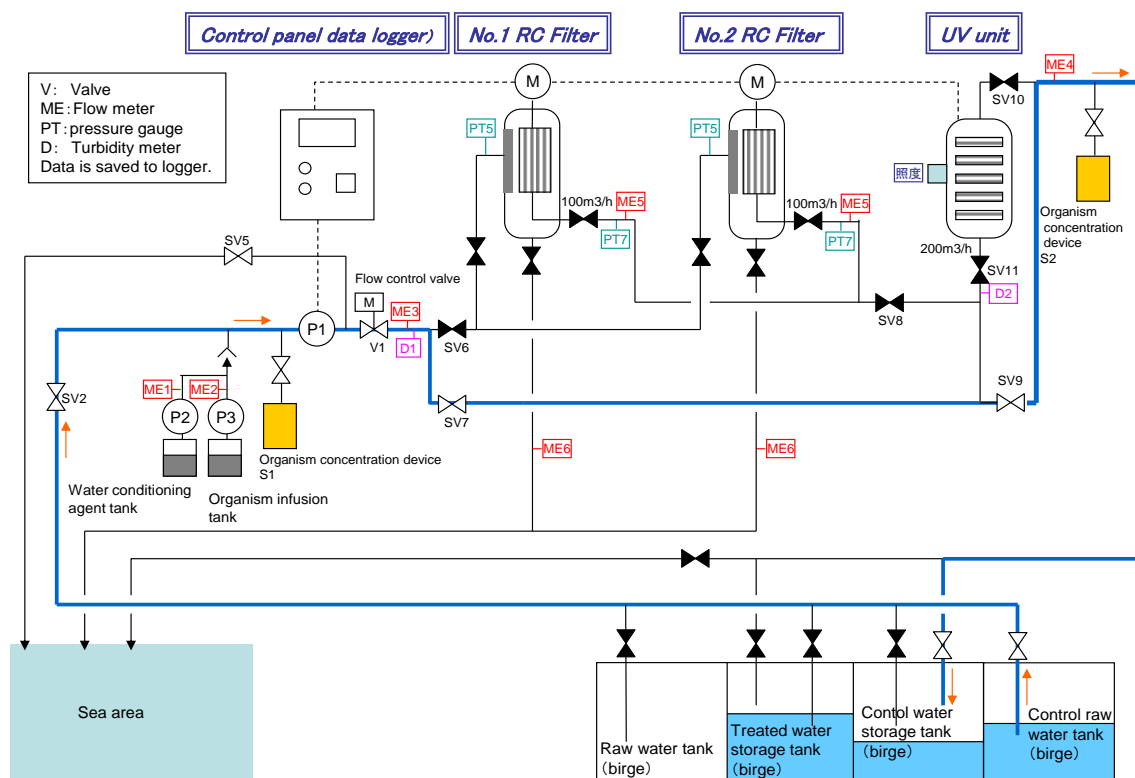 Control panel data logger)
No.1 RC Filter
No.2 RC Filter
UV unit
V: Valve
ME:Flow meter
PT:pressure gauge
D: Turbidity meter
Data is saved to logger.
M
M
ME4
SV10
PT5
PT5
照度
100m3/h
ME5
PT7
100m3/h
ME5
PT7
Organism
concentration
device
S2
200m3/h
SV11
D2
SV5
Flow control valve
M
ME3
P1
V1
D1
SV6
SV8
SV2
ME1
ME2
P2
P3
SV7
SV9
Organism concentration device
S1
ME6
ME6
Water conditioning
agent tank
Organism infusion
tank
Sea area
Raw water tank
(birge)
Treated water
storage tank
(birge)
Contol water
storage tank
(birge)
Control raw
water tank
(birge)